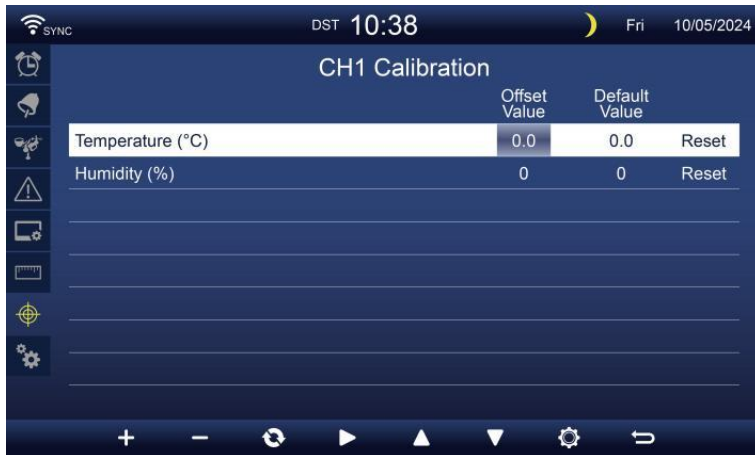 SYNC DST 10:38 Fri 10/05/2024
CH1 Calibration
Offset Value Default Value
Temperature (°C) 0.0 0.0 Reset
Humidity (%) 0 0 Reset